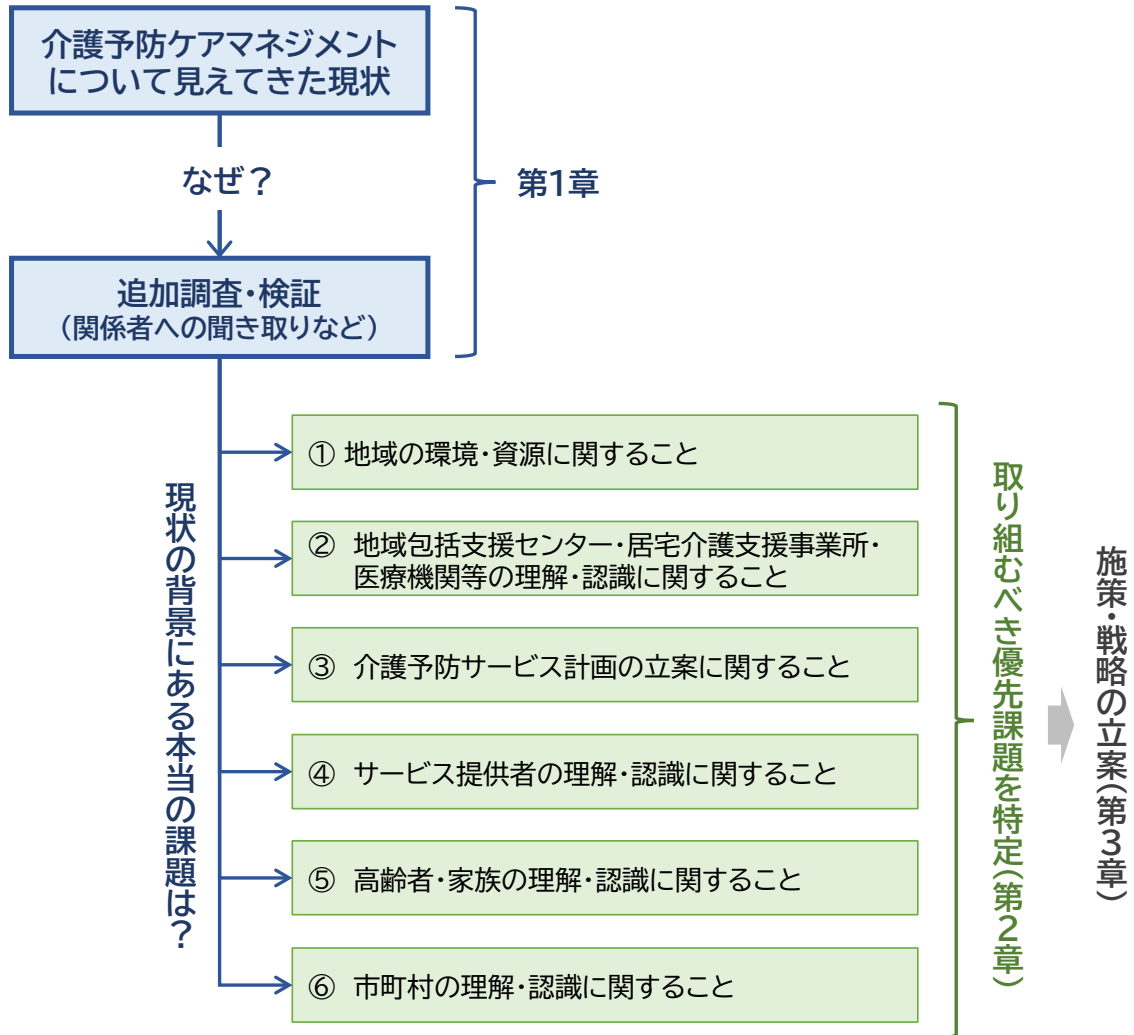 介護予防ケアマネジメント
について見えてきた現状
なぜ？
第1章
追加調査・検証
（関係者への聞き取りなど）
現状の背景にある本当の課題は？
① 地域の環境・資源に関すること
② 地域包括支援センター・居宅介護支援事業所・
医療機関等の理解・認識に関すること
③ 介護予防サービス計画の立案に関すること
④ サービス提供者の理解・認識に関すること
⑤ 高齢者・家族の理解・認識に関すること
⑥ 市町村の理解・認識に関すること
取り組むべき優先課題を特定（第２章）
施策・戦略の立案（第３章）